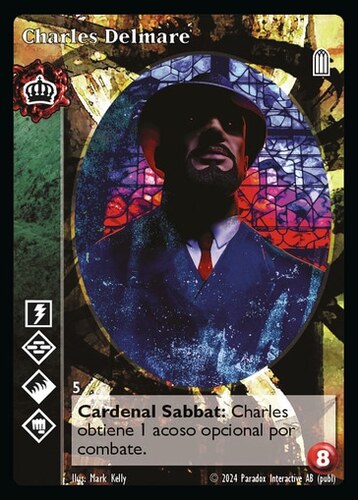 Charles Delmare
5
Cardenal Sabbat: Charles
obtiene 1 acoso opcional por
combate.
8
Ilus: Mark Kelly © 2024 Paradox Interactive AB (publ)